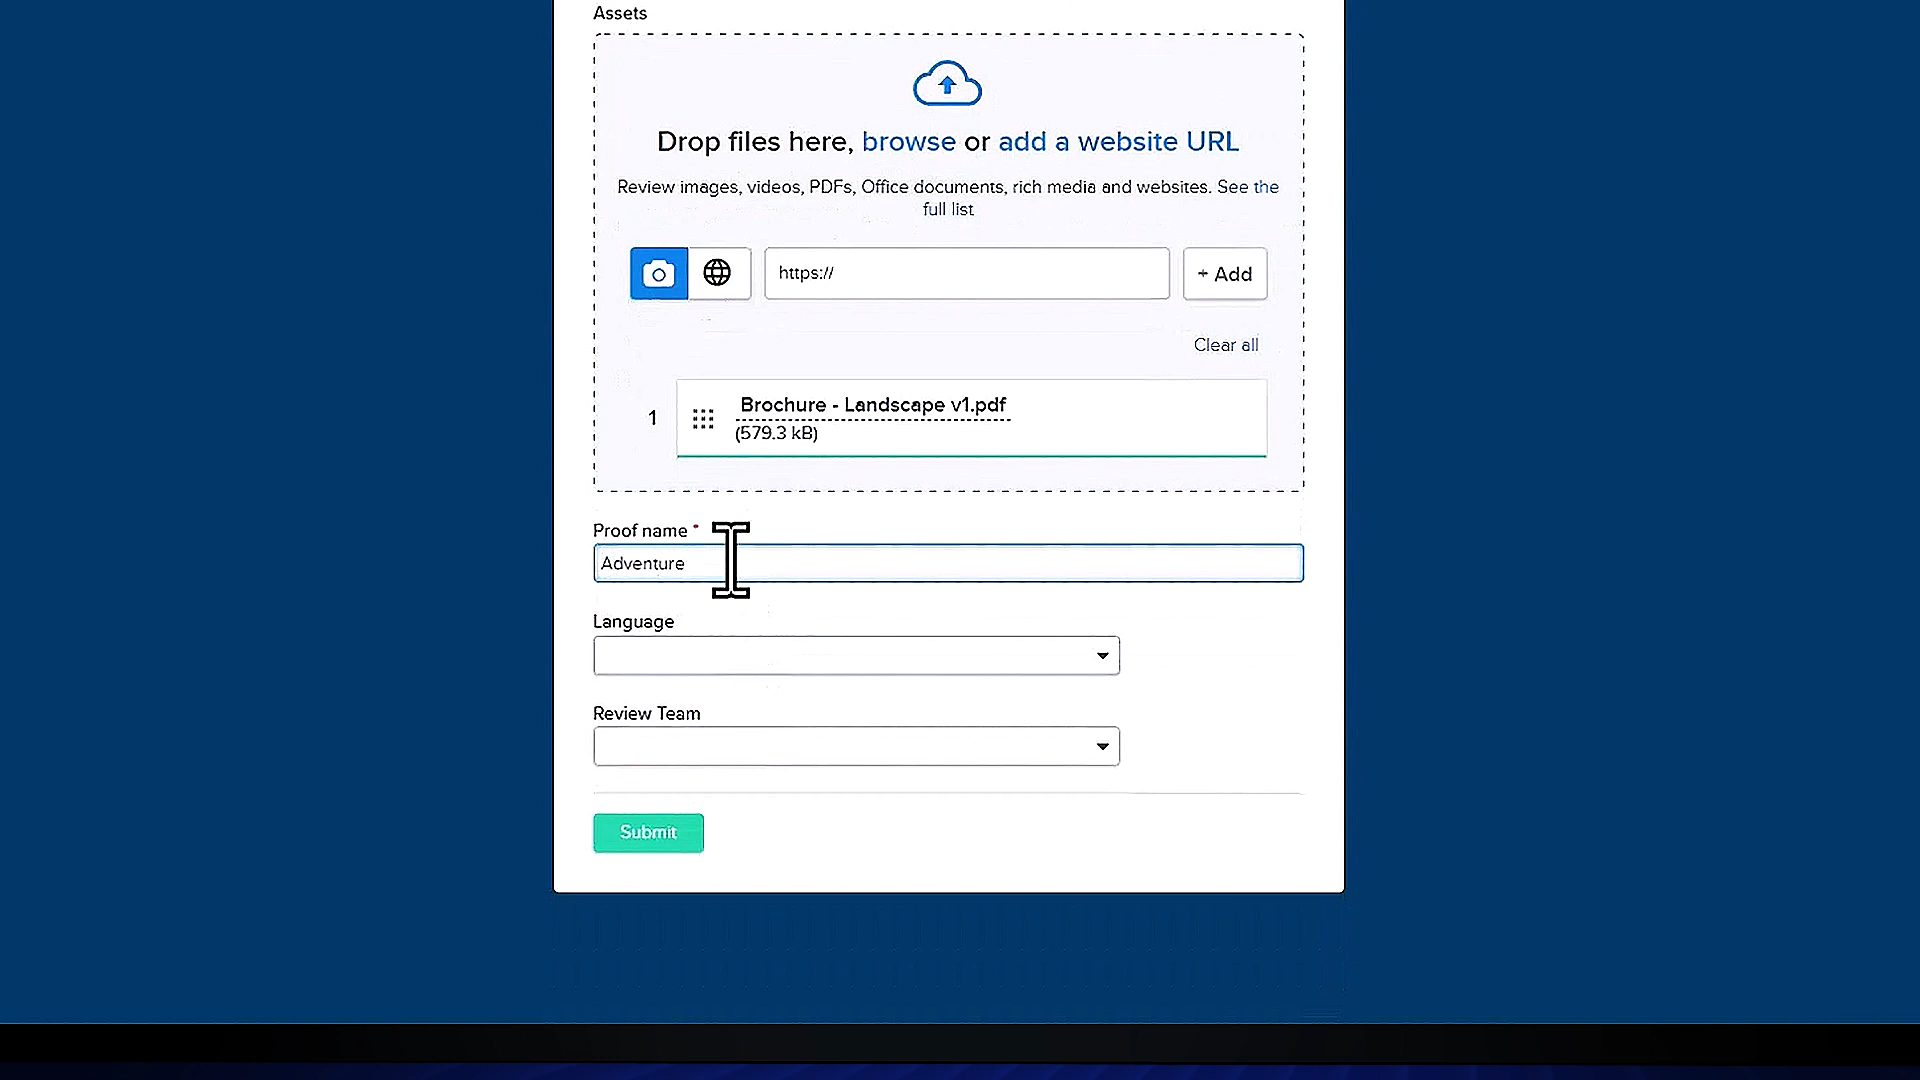 Assets
Drop files here, browse or add a website URL
Review images, videos, PDFs, Office documents, rich media and websites. See the
full list
https://
+ Add
Clear all
1
Brochure - Landscape v1.pdf
(579.3 kB)
Proof name *
Adventure
Language
Review Team
Submit